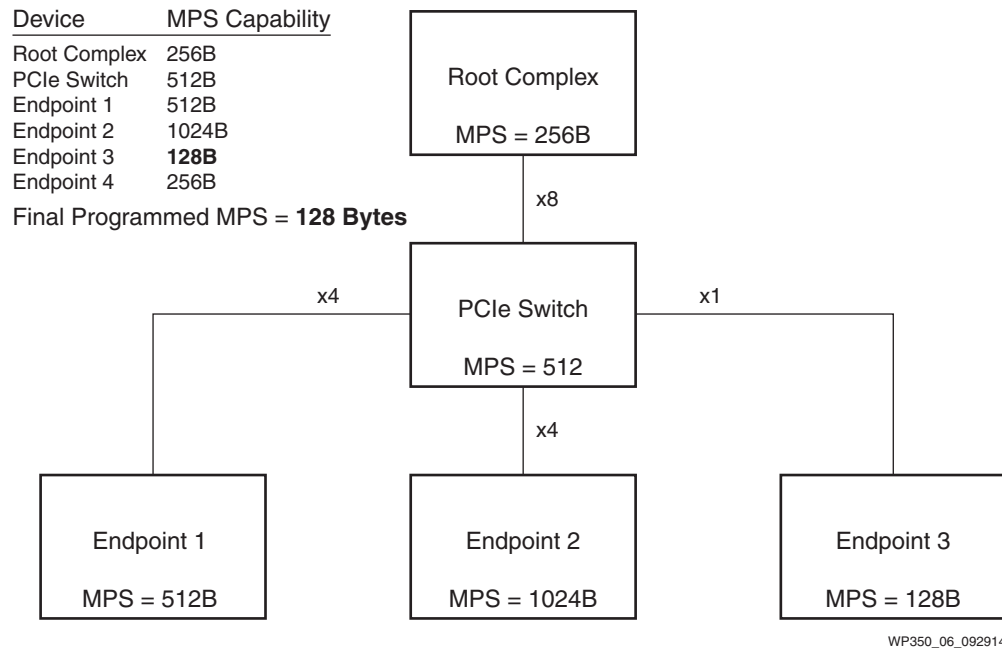 Device MPS Capability
Root Complex 256B
PCIe Switch 512B
Endpoint 1 512B
Endpoint 2 1024B
Endpoint 3 128B
Endpoint 4 256B
Final Programmed MPS = 128 Bytes
Root Complex
MPS = 256B
x8
x4
PCIe Switch
MPS = 512
x1
x4
Endpoint 1
MPS = 512B
Endpoint 2
MPS = 1024B
Endpoint 3
MPS = 128B
WP350_06_092914